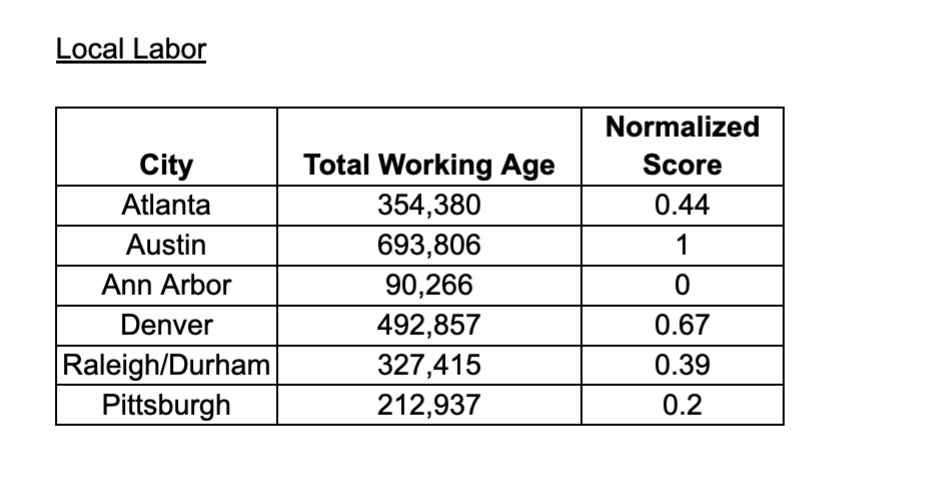 Local Labor
City Total Working Age Normalized Score
Atlanta 354,380 0.44
Austin 693,806 1
Ann Arbor 90,266 0
Denver 492,857 0.67
Raleigh/Durham 327,415 0.39
Pittsburgh 212,937 0.2